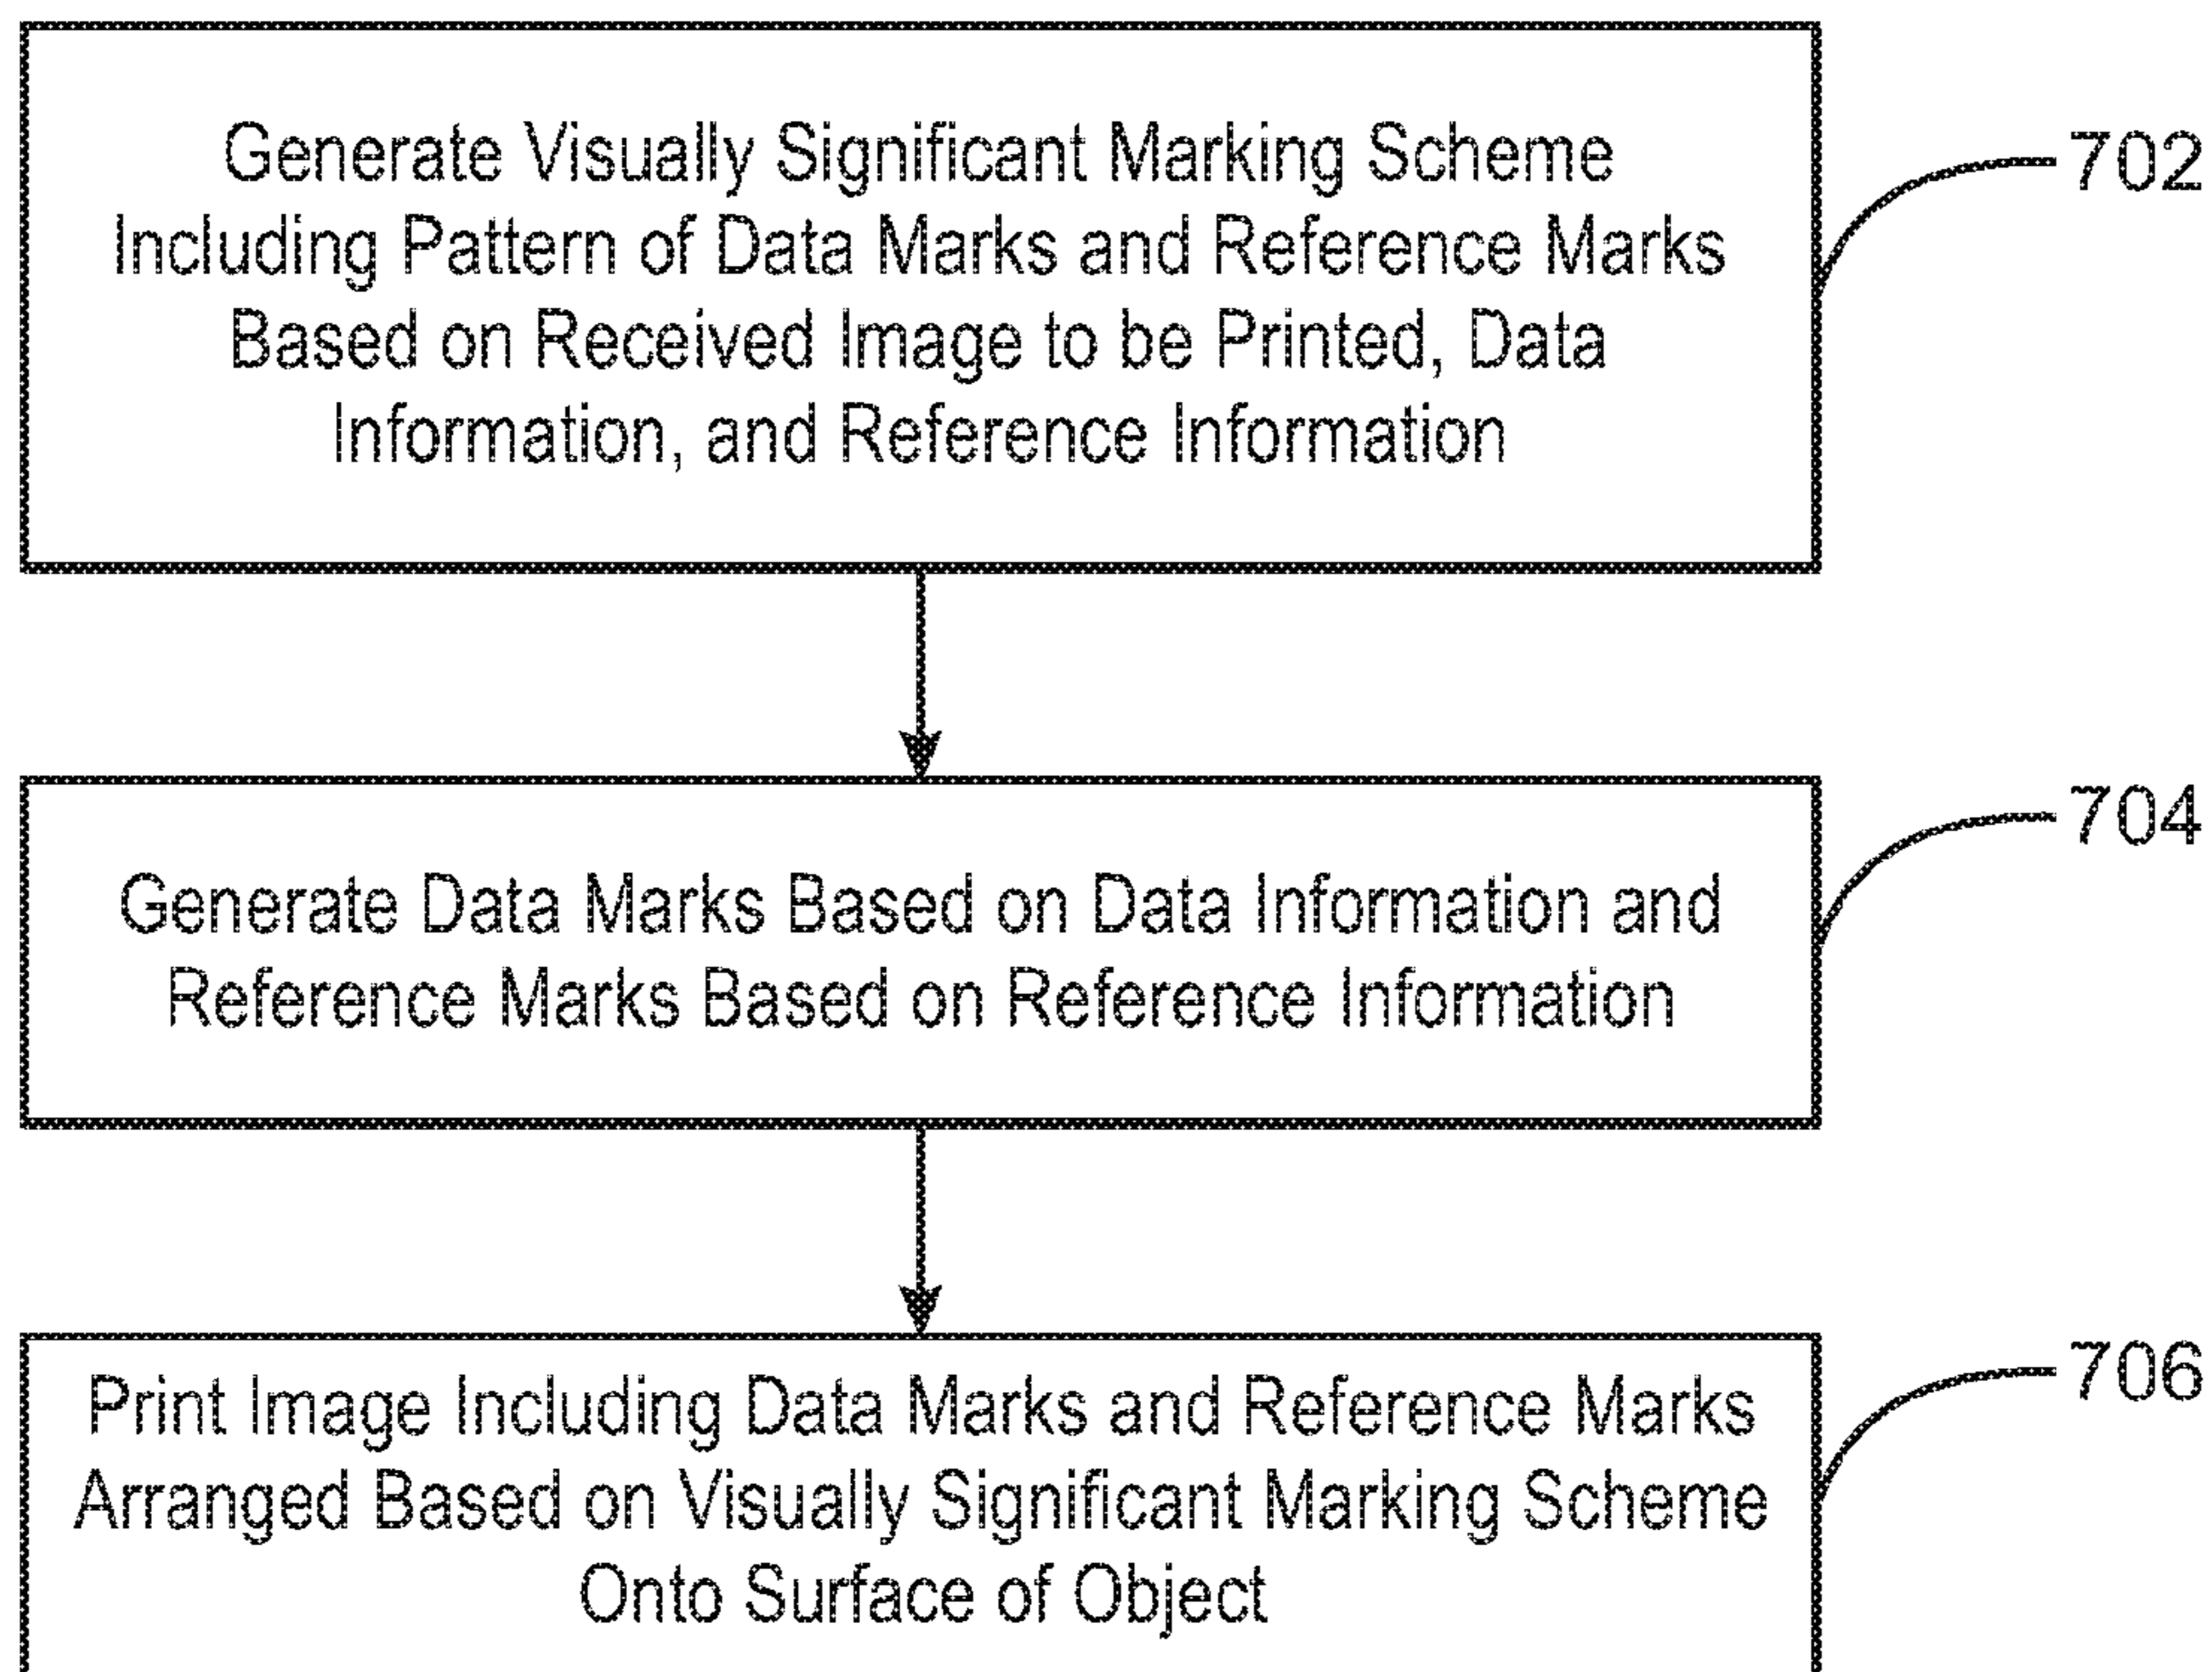 Generate Visually Significant Marking Scheme
Including Pattern of Data Marks and Reference Marks
Based on Received Image to be Printed, Data
Information, and Reference Information
702
Generate Data Marks Based on Data Information and
Reference Marks Based on Reference Information
704
Print Image Including Data Marks and Reference Marks
Arranged Based on Visually Significant Marking Scheme
Onto Surface of Object
706